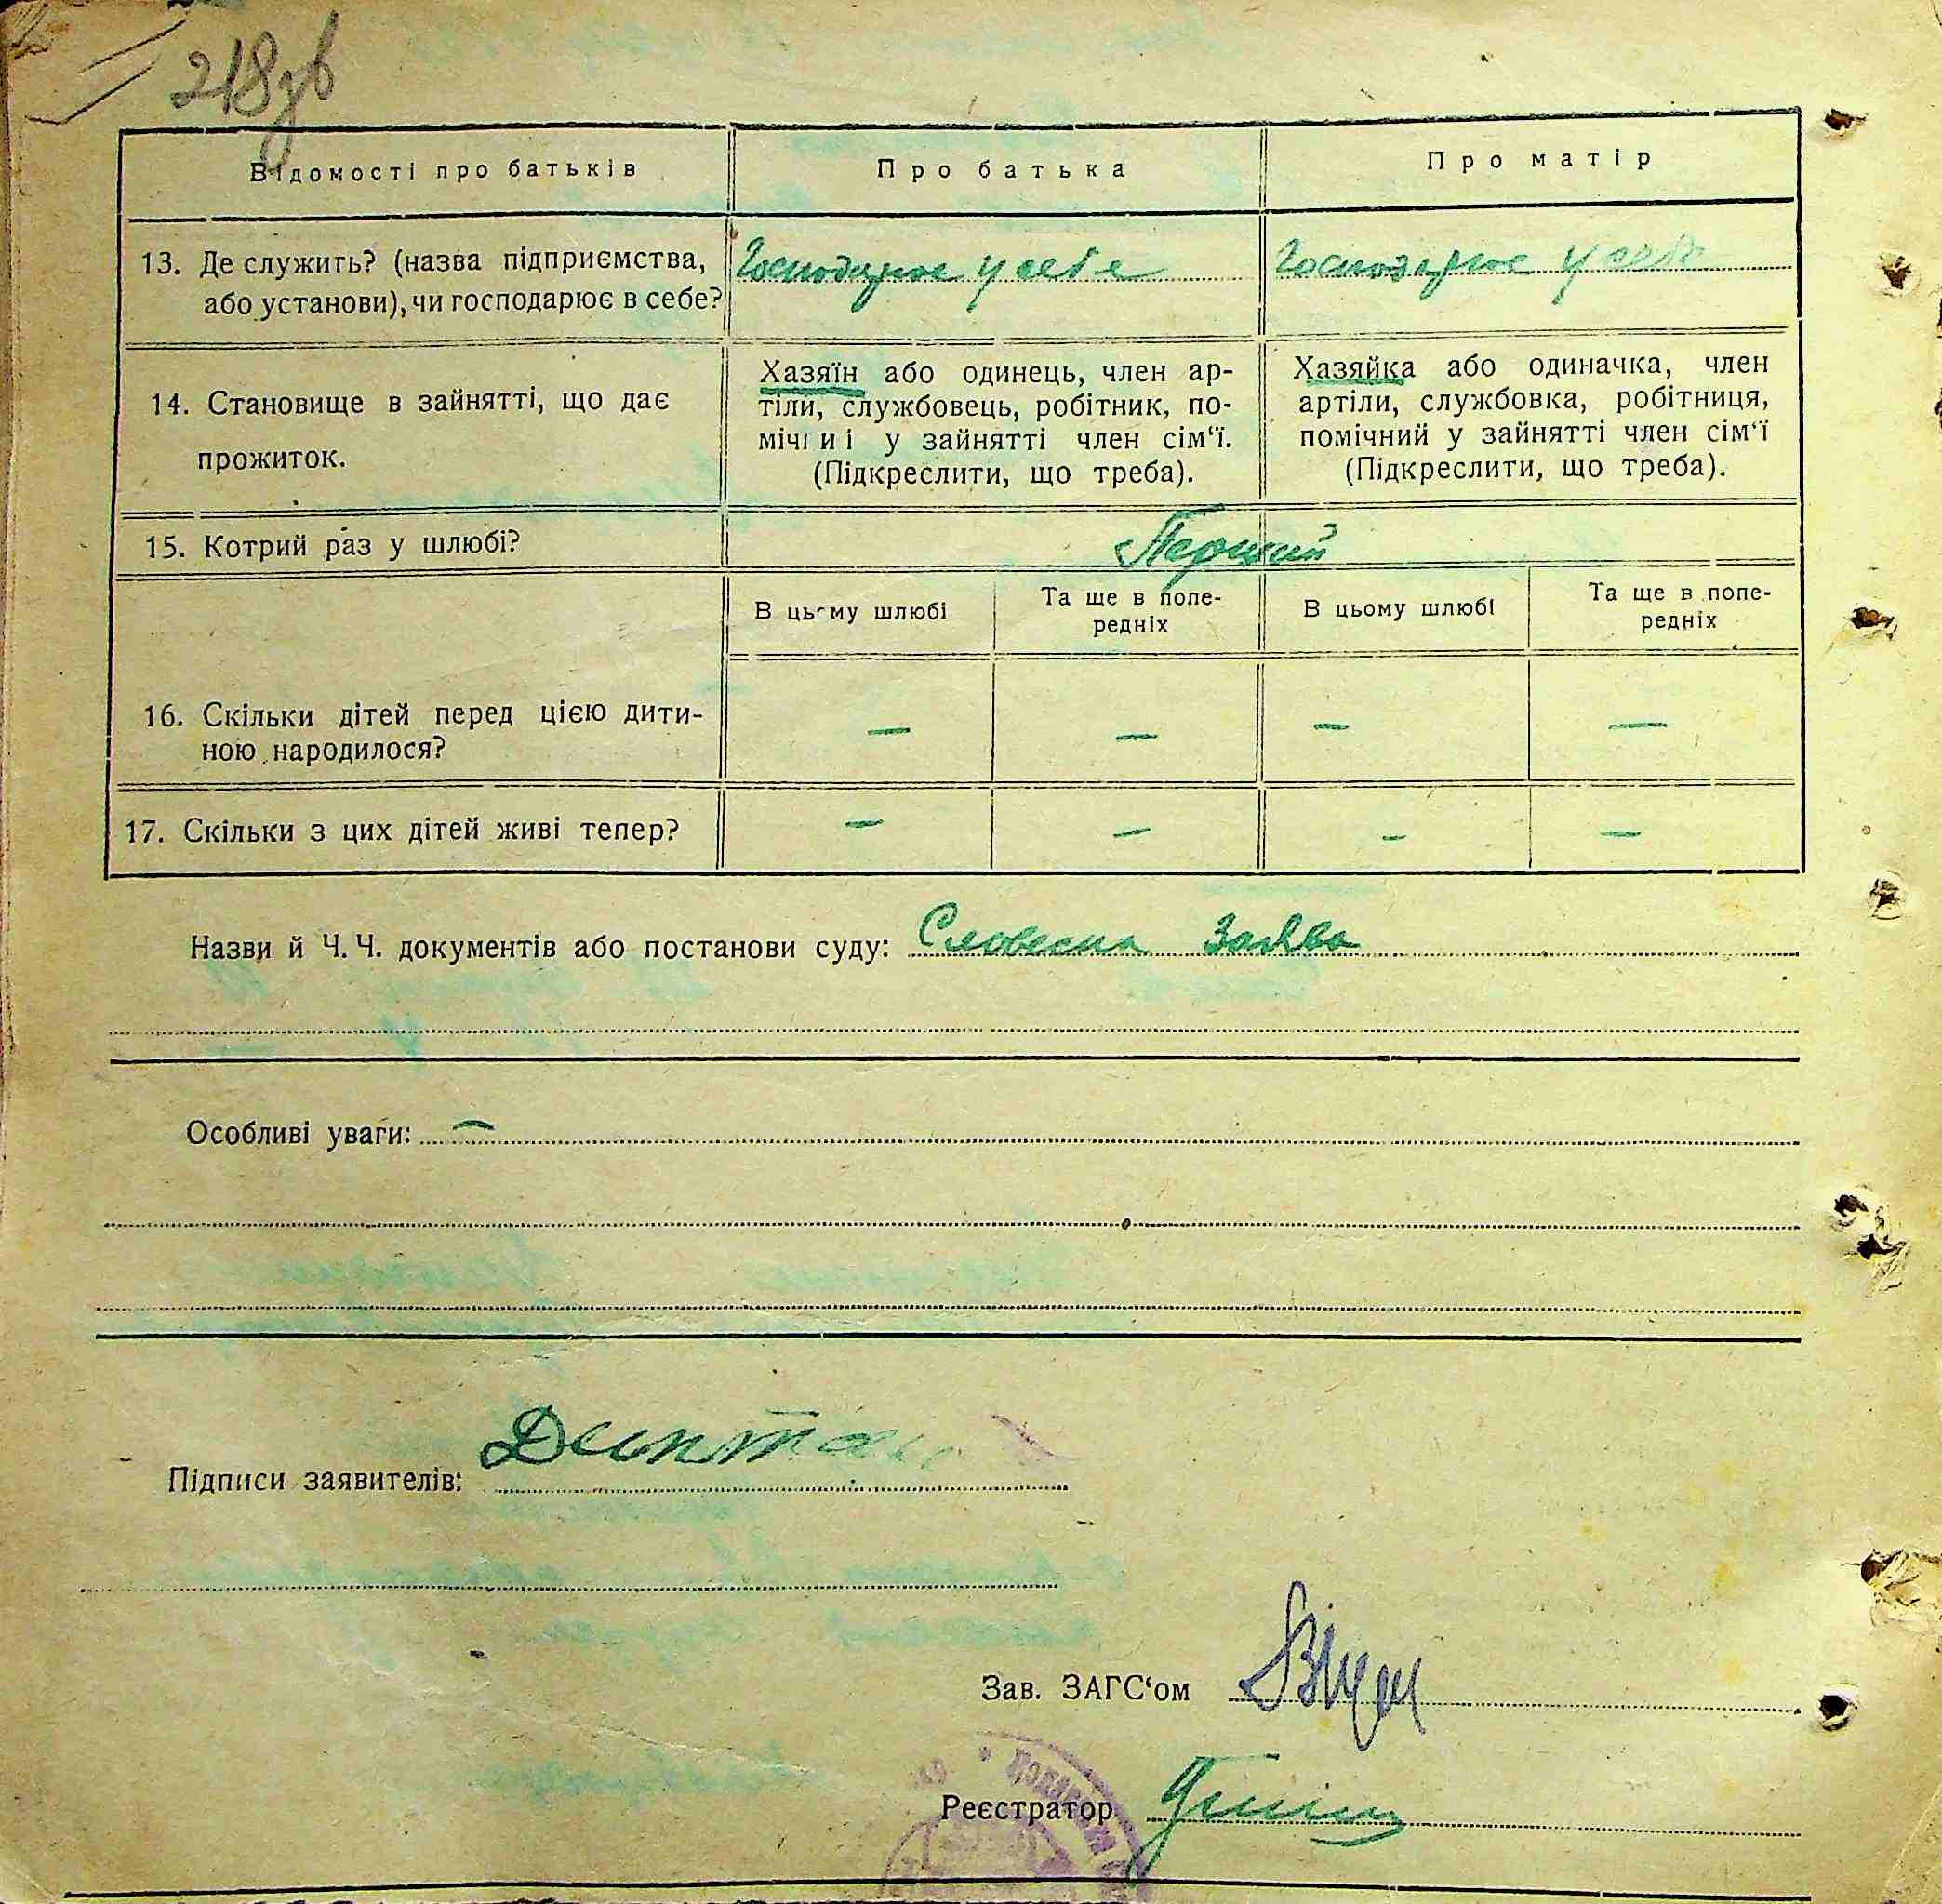 218зв
Відомості про батьків
Про батька
Про матір
13. Де служить? (назва підприємства,
або установи), чи господарює в себе?
Господарює у себе
Господарює у себе
14. Становище в зайнятті, що дає
прожиток.
Хазяїн або одинець, член ар-
тіли, службовець, робітник, по-
мічний у зайнятті член сім‘ї.
(Підкреслити, що треба).
Хазяйка або одиначка, член
артіли, службовка, робітниця,
помічний у зайнятті член сім‘ї
(Підкреслити, що треба).
15. Котрий раз у шлюбі?
Перший
В цьому шлюбі
Та ще в попе-
редніх
В цьому шлюбі
Та ще в попе-
редніх
16. Скільки дітей перед цією дити-
ною народилося?
— — — —
17. Скільки з цих дітей живі тепер?
— — — —
Назви й Ч. Ч. документів або постанови суду: Словесна Заява
Особливі уваги: —
Підписи заявителів:
Зав. ЗАГС‘ом
Реєстратор